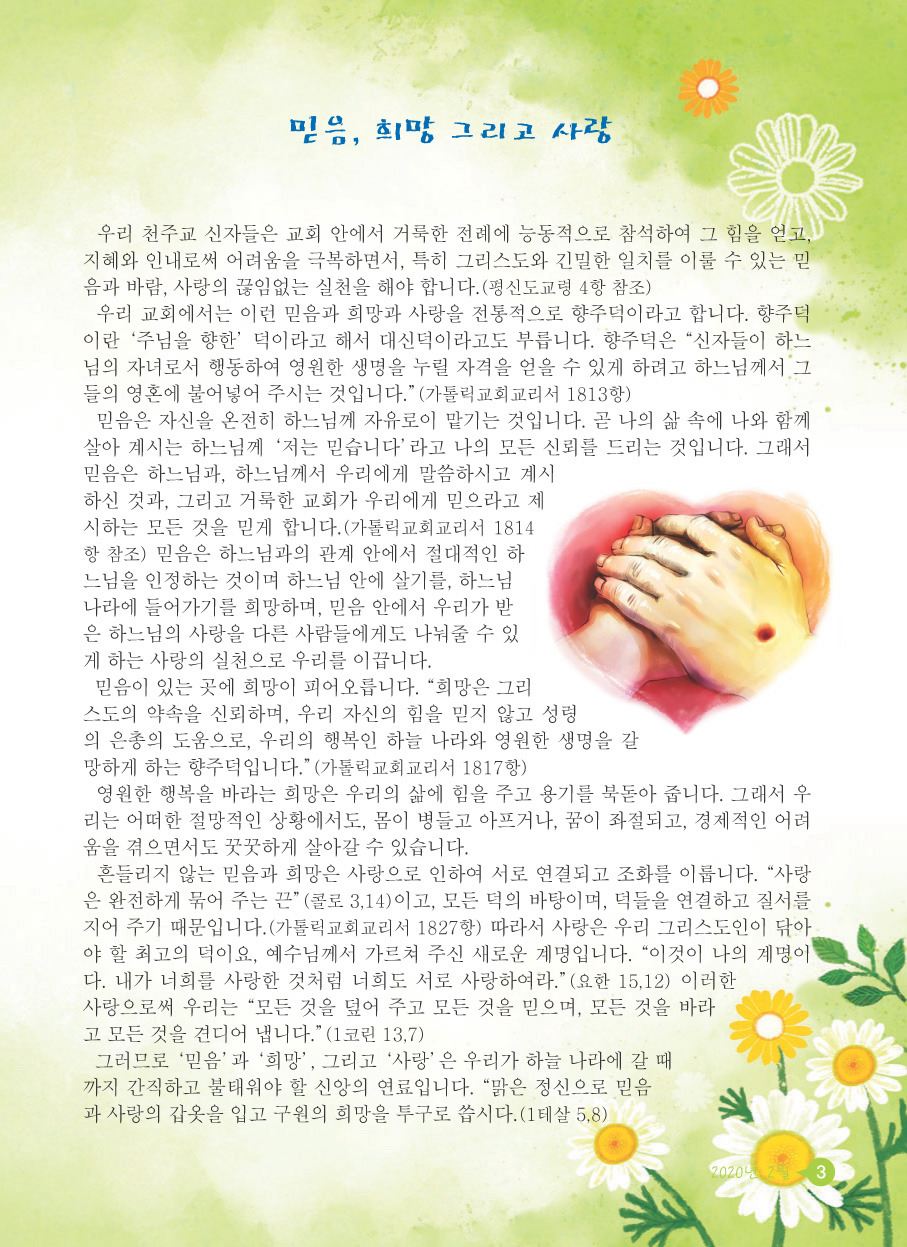 믿음, 희망 그리고 사랑
우리 천주교 신자들은 교회 안에서 거룩한 전례에 능동적으로 참석하여 그 힘을 얻고,
지혜와 인내로써 어려움을 극복하면서, 특히 그리스도와 긴밀한 일치를 이룰 수 있는 믿
음과 바람, 사랑의 끊임없는 실천을 해야 합니다.(평신도교령 4항 참조)
우리 교회에서는 이런 믿음과 희망과 사랑을 전통적으로 향주덕이라고 합니다. 향주덕
이란 ‘주님을 향한’ 덕이라고 해서 대신덕이라고도 부릅니다. 향주덕은 “신자들이 하느
님의 자녀로서 행동하여 영원한 생명을 누릴 자격을 얻을 수 있게 하려고 하느님께서 그
들의 영혼에 불어넣어 주시는 것입니다.”(가톨릭교회교리서 1813항)
믿음은 자신을 온전히 하느님께 자유로이 맡기는 것입니다. 곧 나의 삶 속에 나와 함께
살아 계시는 하느님께 ‘저는 믿습니다’라고 나의 모든 신뢰를 드리는 것입니다. 그래서
믿음은 하느님과, 하느님께서 우리에게 말씀하시고 계시
하신 것과, 그리고 거룩한 교회가 우리에게 믿으라고 제
시하는 모든 것을 믿게 합니다.(가톨릭교회교리서 1814
항 참조) 믿음은 하느님과의 관계 안에서 절대적인 하
느님을 인정하는 것이며 하느님 안에 살기를, 하느님
나라에 들어가기를 희망하며, 믿음 안에서 우리가 받
은 하느님의 사랑을 다른 사람들에게도 나눠줄 수 있
게 하는 사랑의 실천으로 우리를 이끕니다.
믿음이 있는 곳에 희망이 피어오릅니다. “희망은 그리
스도의 약속을 신뢰하며, 우리 자신의 힘을 믿지 않고 성령
의 은총의 도움으로, 우리의 행복인 하늘 나라와 영원한 생명을 갈
망하게 하는 향주덕입니다.”(가톨릭교회교리서 1817항)
영원한 행복을 바라는 희망은 우리의 삶에 힘을 주고 용기를 북돋아 줍니다. 그래서 우
리는 어떠한 절망적인 상황에서도, 몸이 병들고 아프거나, 꿈이 좌절되고, 경제적인 어려
움을 겪으면서도 꿋꿋하게 살아갈 수 있습니다.
흔들리지 않는 믿음과 희망은 사랑으로 인하여 서로 연결되고 조화를 이룹니다. “사랑
은 완전하게 묶어 주는 끈”(콜로 3,14)이고, 모든 덕의 바탕이며, 덕들을 연결하고 질서를
지어 주기 때문입니다.(가톨릭교회교리서 1827항) 따라서 사랑은 우리 그리스도인이 닦아
야 할 최고의 덕이요, 예수님께서 가르쳐 주신 새로운 계명입니다. “이것이 나의 계명이
다. 내가 너희를 사랑한 것처럼 너희도 서로 사랑하여라.”(요한 15,12) 이러한
사랑으로써 우리는 “모든 것을 덮어 주고 모든 것을 믿으며, 모든 것을 바라
고 모든 것을 견디어 냅니다.”(1코린 13,7)
그러므로 ‘믿음’과 ‘희망’, 그리고 ‘사랑’은 우리가 하늘 나라에 갈 때
까지 간직하고 불태워야 할 신앙의 연료입니다. “맑은 정신으로 믿음
과 사랑의 갑옷을 입고 구원의 희망을 투구로 씁시다.(1테살 5,8)
2020년 2월 3